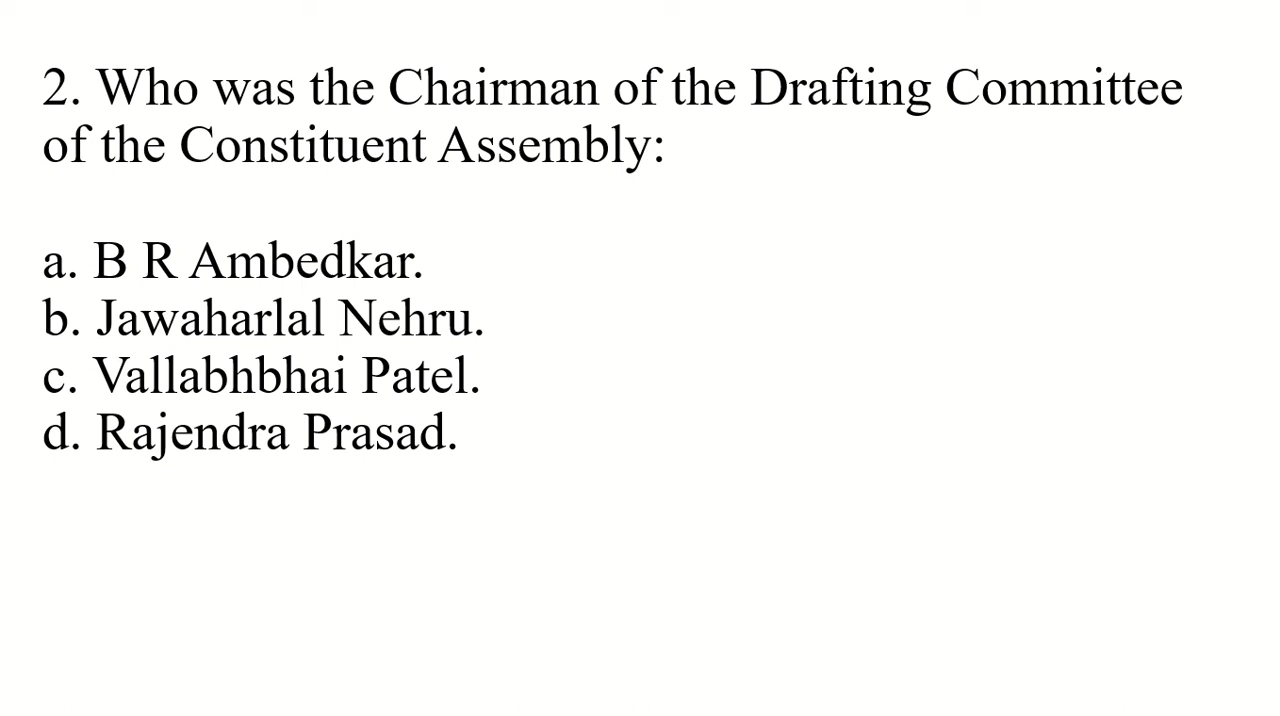 2. Who was the Chairman of the Drafting Committee
of the Constituent Assembly:
a. B R Ambedkar.
b. Jawaharlal Nehru.
c. Vallabhbhai Patel.
d. Rajendra Prasad.